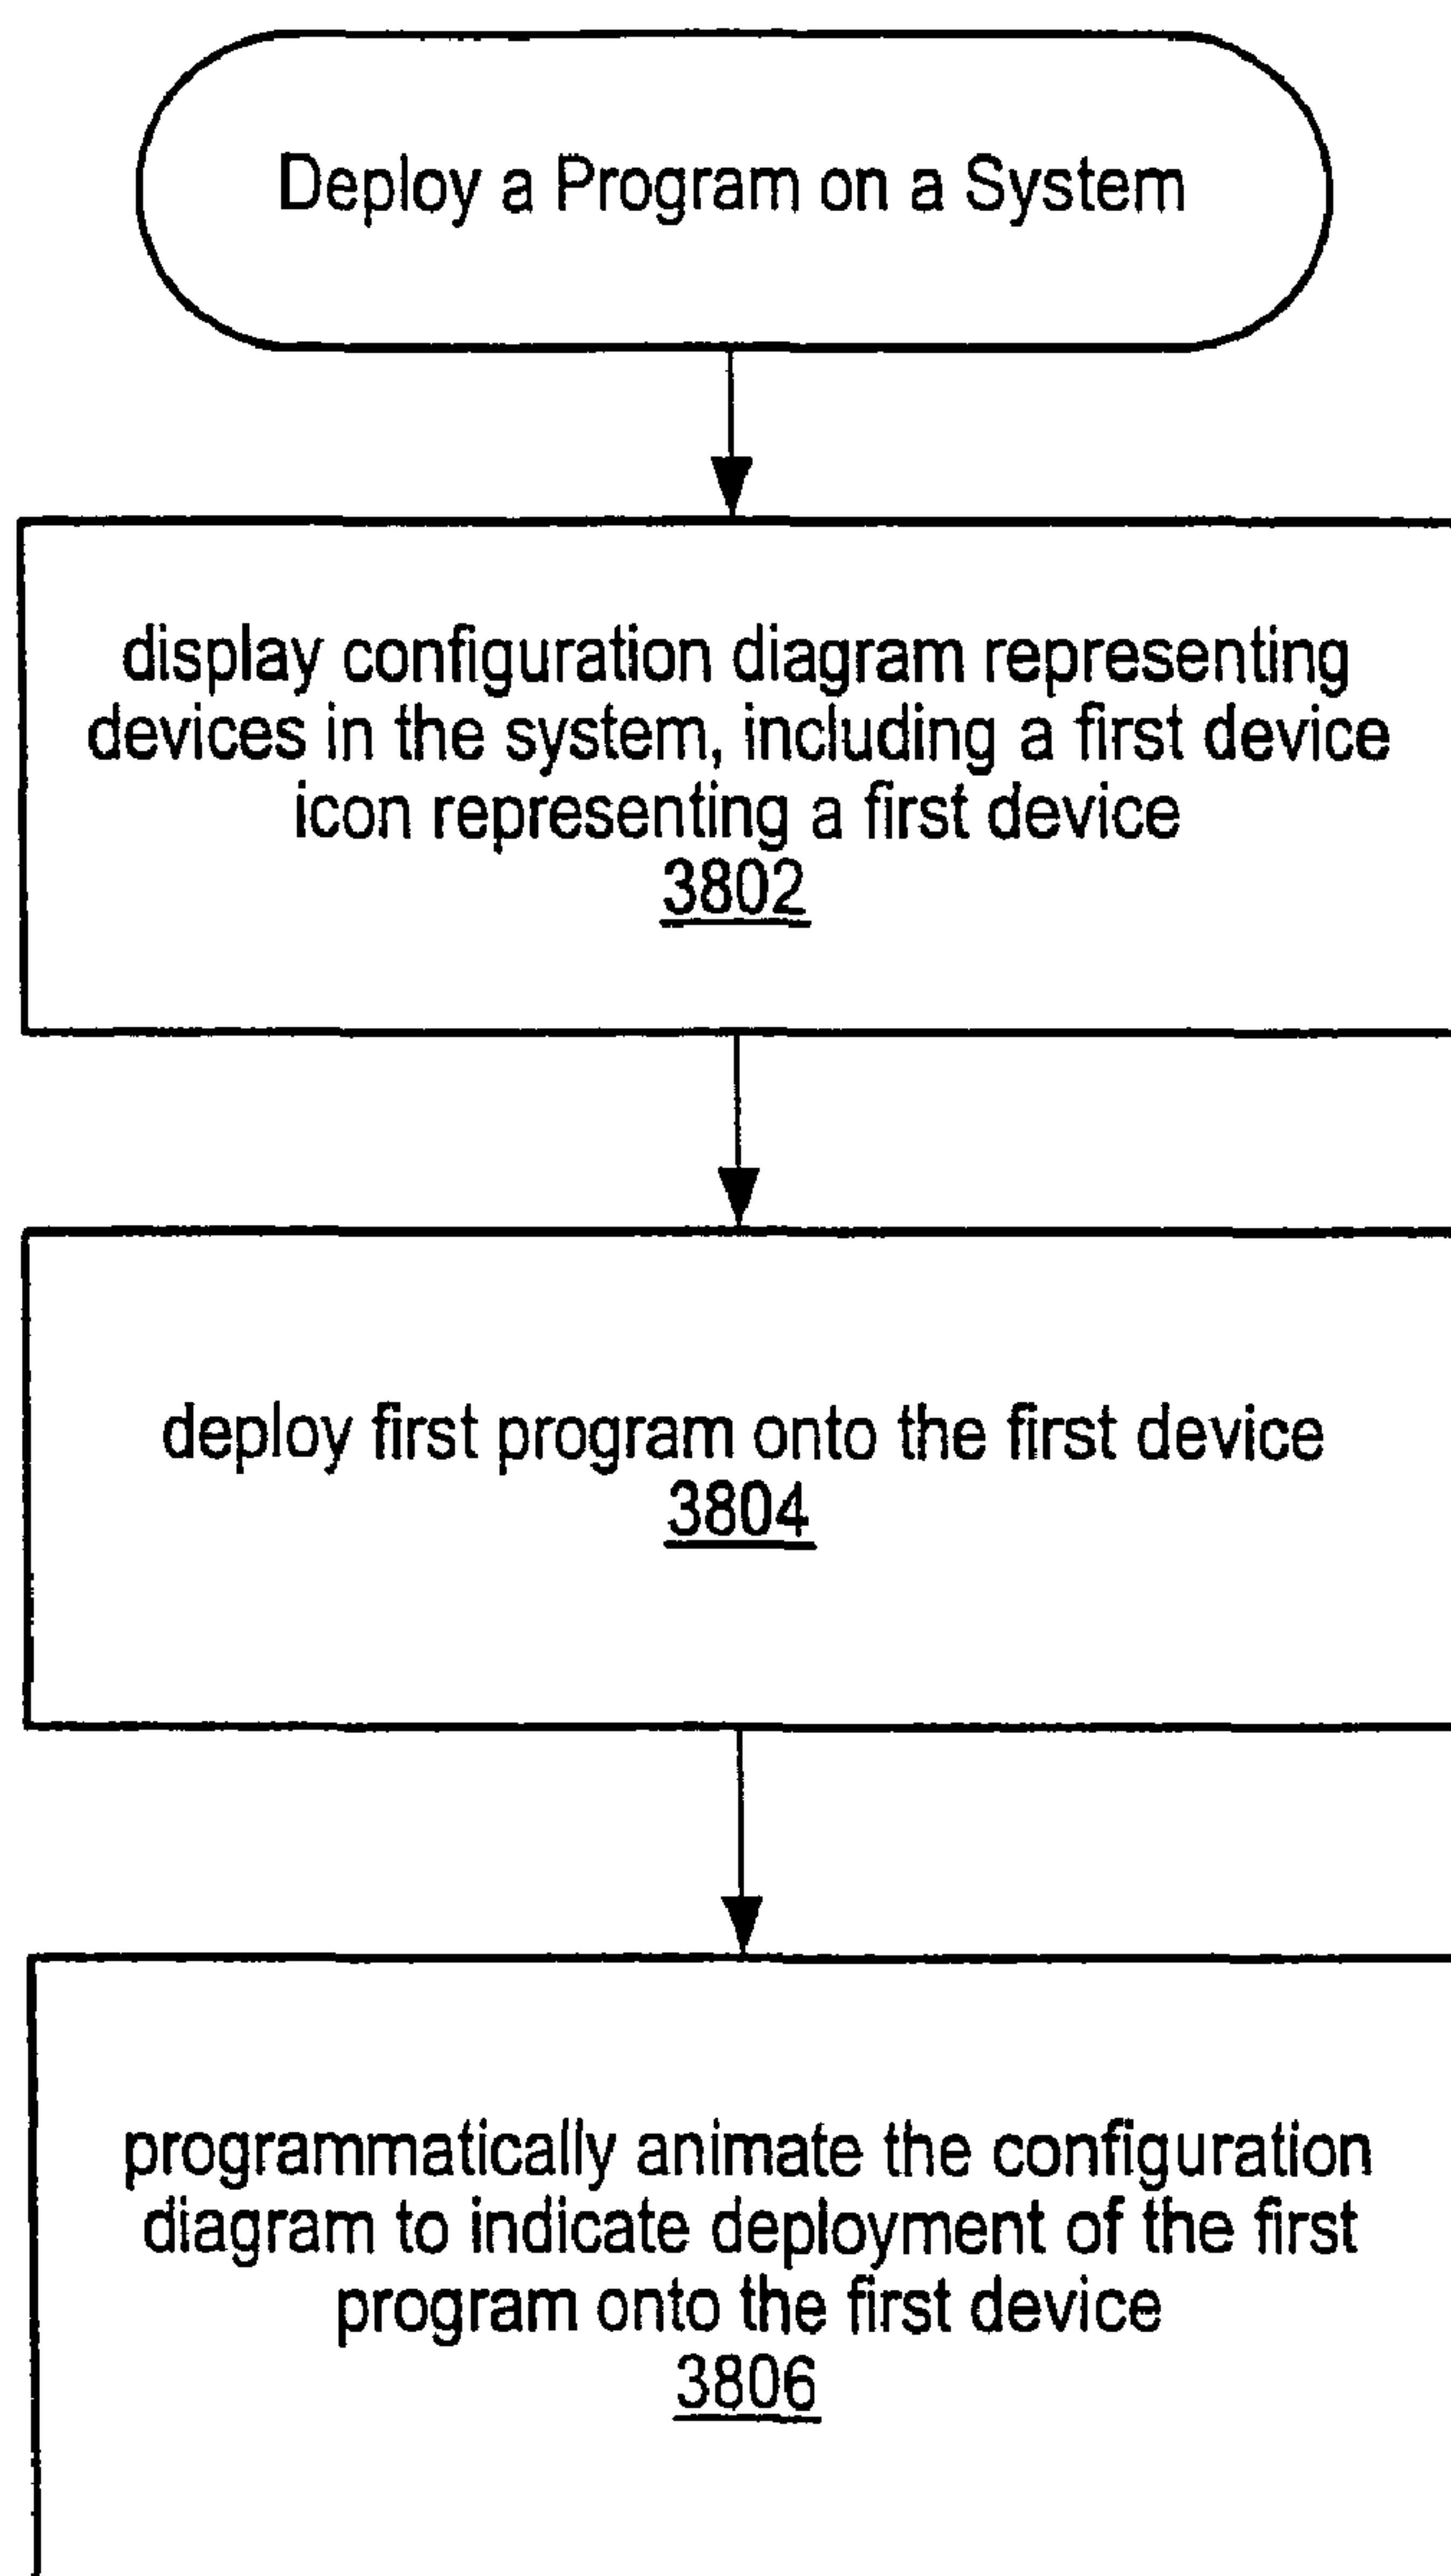 Deploy a Program on a System
display configuration diagram representing
devices in the system, including a first device
icon representing a first device
3802
deploy first program onto the first device
3804
programmatically animate the configuration
diagram to indicate deployment of the first
program onto the first device
3806